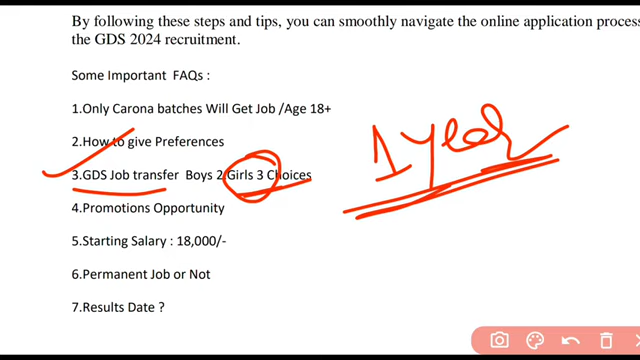 By following these steps and tips, you can smoothly navigate the online application process
the GDS 2024 recruitment.
Some Important FAQs :
1.Only Carona batches Will Get Job /Age 18+
2.How to give Preferences
3.GDS Job transfer Boys 2 Girls 3 Choices
1 year
4.Promotions Opportunity
5.Starting Salary : 18,000/-
6.Permanent Job or Not
7.Results Date ?